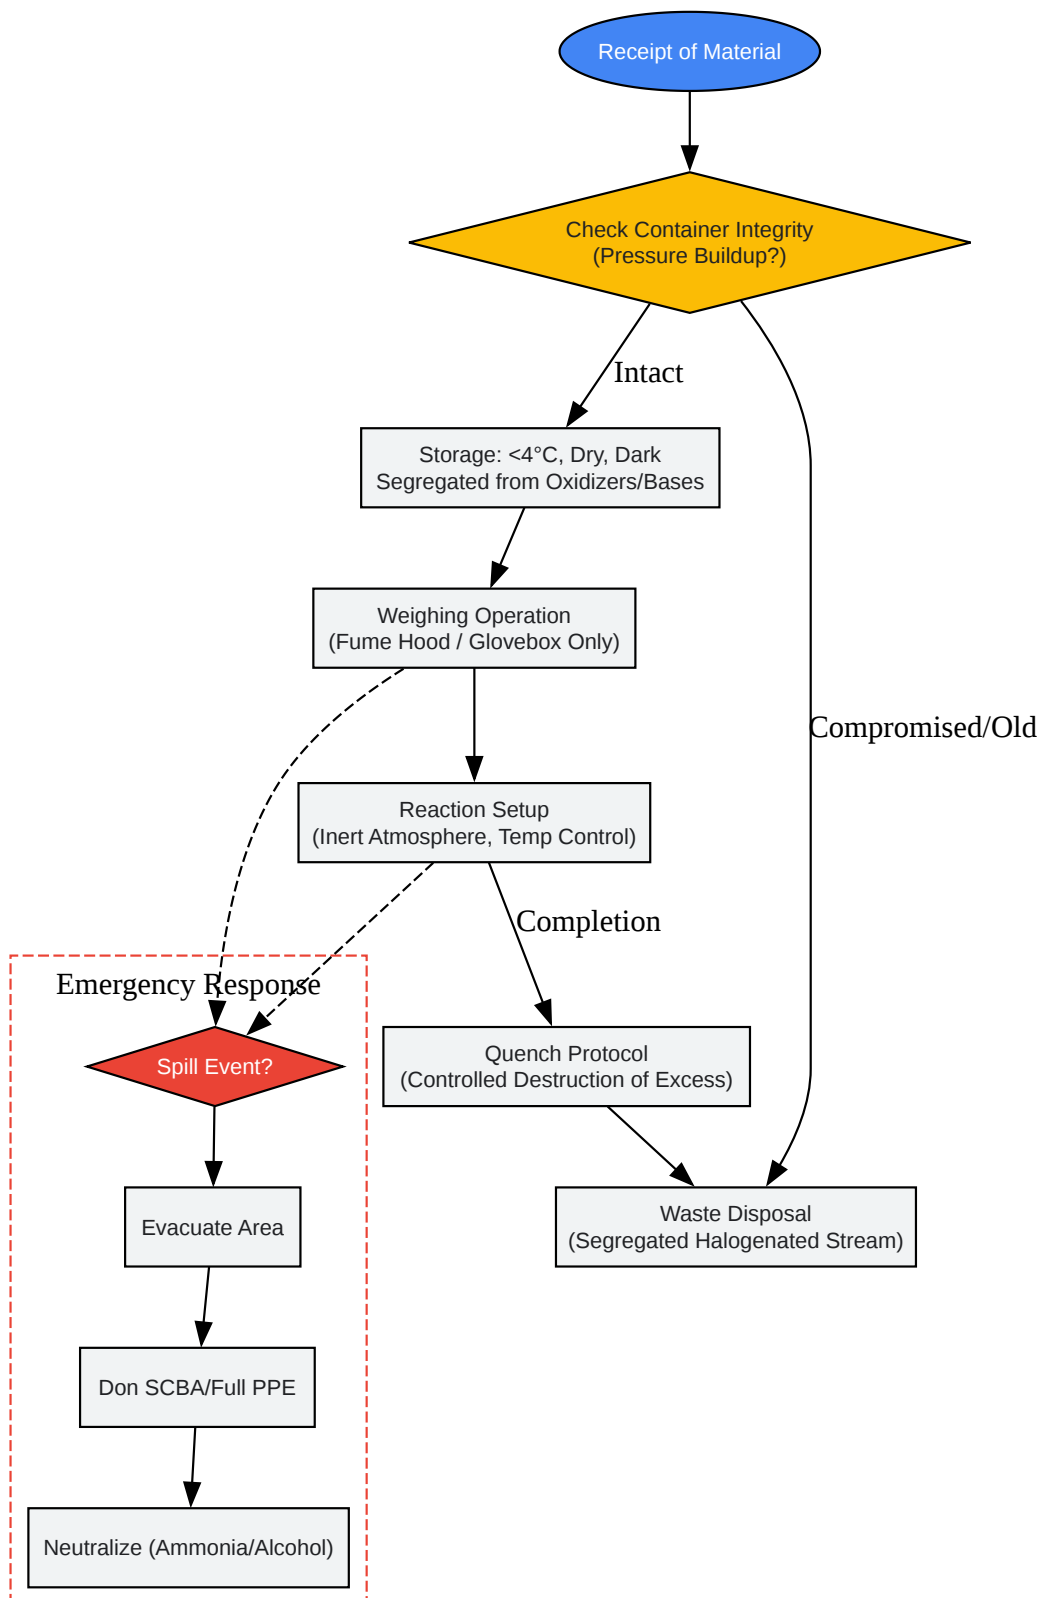 Receipt of Material
Check Container Integrity
(Pressure Buildup?)
Intact
Storage: <4°C, Dry, Dark
Segregated from Oxidizers/Bases
Weighing Operation
(Fume Hood / Glovebox Only)
Compromised/Old
Reaction Setup
(Inert Atmosphere, Temp Control)
Completion
Emergency Response
Spill Event?
Quench Protocol
(Controlled Destruction of Excess)
Evacuate Area
Waste Disposal
(Segregated Halogenated Stream)
Don SCBA/Full PPE
Neutralize (Ammonia/Alcohol)